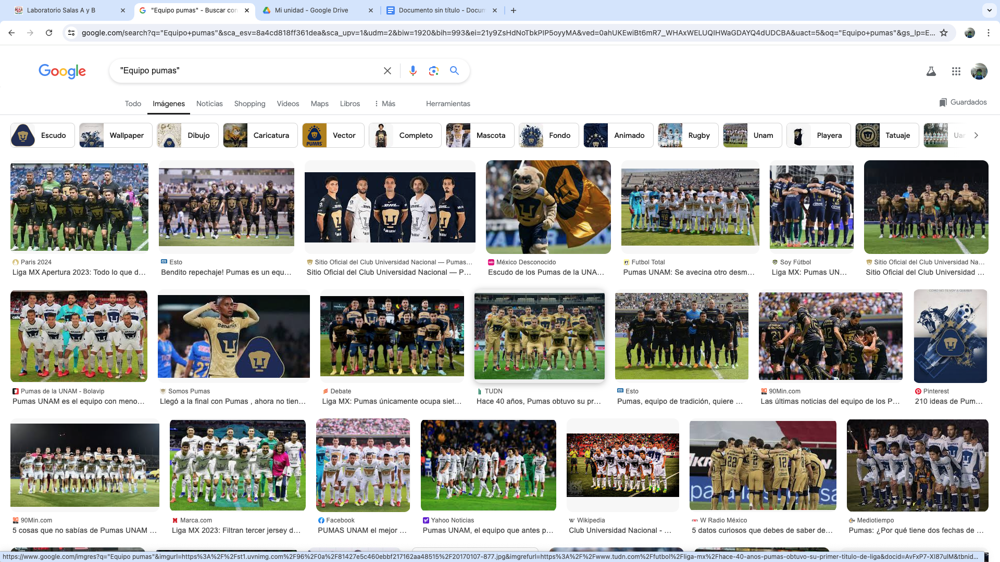 Laboratorio Salas A y B
"Equipo pumas" - Buscar con
Mi unidad - Google Drive
Documento sin título - Docum
google.com/search?q="Equipo+pumas"&sca_esv=8a4cd818ff361dea&sca_upv=1&udm=2&biw=1920&bih=993&ei=21y9ZsHdNoTbkPIP5oyyMA&ved=0ahUKEwiBt6mR7_WHAxWELUQIHWaGDAYQ4dUDCBA&uact=5&oq="Equipo+pumas"&gs_lp=E...
Google
"Equipo pumas"
Todo
Imágenes
Noticias
Shopping
Vídeos
Maps
Libros
Más
Herramientas
Guardados
Escudo
Wallpaper
Dibujo
Caricatura
PUMAS
Vector
Completo
Mascota
Fondo
Animado
Rugby
Unam
Playera
Tatuaje
Paris 2024
Liga MX Apertura 2023: Todo lo que d...
Esto
Bendito repechaje! Pumas es un equ...
Sitio Oficial del Club Universidad Nacional — Pumas...
Sitio Oficial del Club Universidad Nacional — P...
México Desconocido
Escudo de los Pumas de la UNA...
Futbol Total
Pumas UNAM: Se avecina otro desm...
Soy Fútbol
Liga MX: Pumas UN...
Sitio Oficial del Club Universidad Na...
Sitio Oficial del Club Universidad ...
Pumas de la UNAM - Bolavip
Pumas UNAM es el equipo con meno...
Banamex
Somos Pumas
Llegó a la final con Pumas , ahora no tien...
Debate
Liga MX: Pumas únicamente ocupa siet...
TUDN
Hace 40 años, Pumas obtuvo su pr...
Esto
Pumas, equipo de tradición, quiere ...
90Min.com
Las últimas noticias del equipo de los P...
COMO NO TE VOY A QUERER
Pinterest
210 ideas de Pum...
90Min.com
5 cosas que no sabías de Pumas UNAM ...
Marca.com
Liga MX 2023: Filtran tercer jersey d...
Facebook
PUMAS UNAM el mejor ...
Yahoo Noticias
Pumas UNAM, el equipo que antes p...
Wikipedia
Club Universidad Nacional - ...
22 2 12
W Radio México
5 datos curiosos que debes de saber de...
Mediotiempo
Pumas: ¿Por qué tiene dos fechas de ...
https://www.google.com/imgres?q="Equipo pumas"&imgurl=https%3A%2F%2Fst1.uvnimg.com%2F96%2F0a%2F81427e5c460ebbf217162aa48515%2F20170107-877.jpg&imgrefurl=https%3A%2F%2Fwww.tudn.com%2Ffutbol%2Fliga-mx%2Fhace-40-anos-pumas-obtuvo-su-primer-titulo-de-liga&docid=AvFxP7-XI87ulM&tbnid...